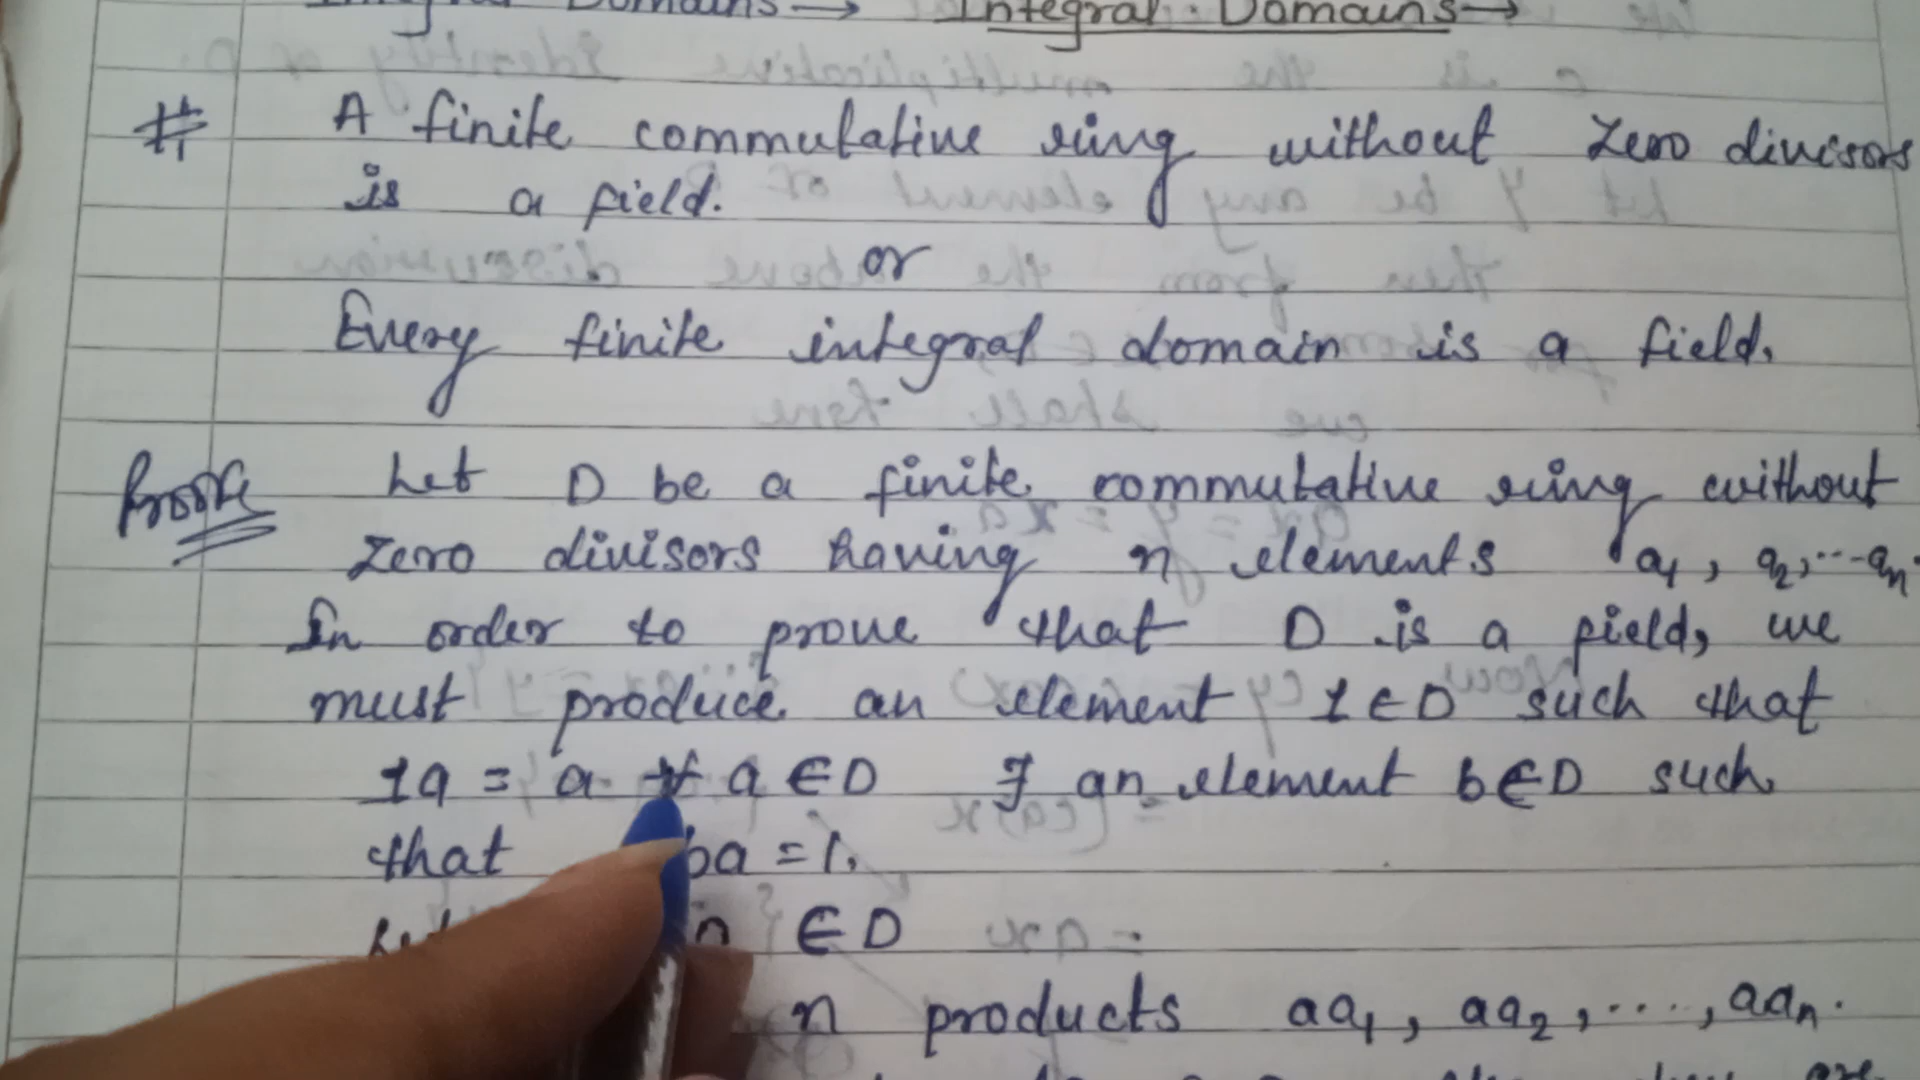 Integral Domains → Integral Domains →
# A finite commutative ring without zero divisors
is a field.
or
Every finite integral domain is a field.
Proof Let D be a finite commutative ring without
zero divisors having n elements a1, a2, ... an.
In order to prove that D is a field, we
must produce an element 1 ∈ D such that
1a = a ∀ a ∈ D ∃ an element b ∈ D such
that ba = 1.
∈ D
n products aa1, aa2, ..., aan.